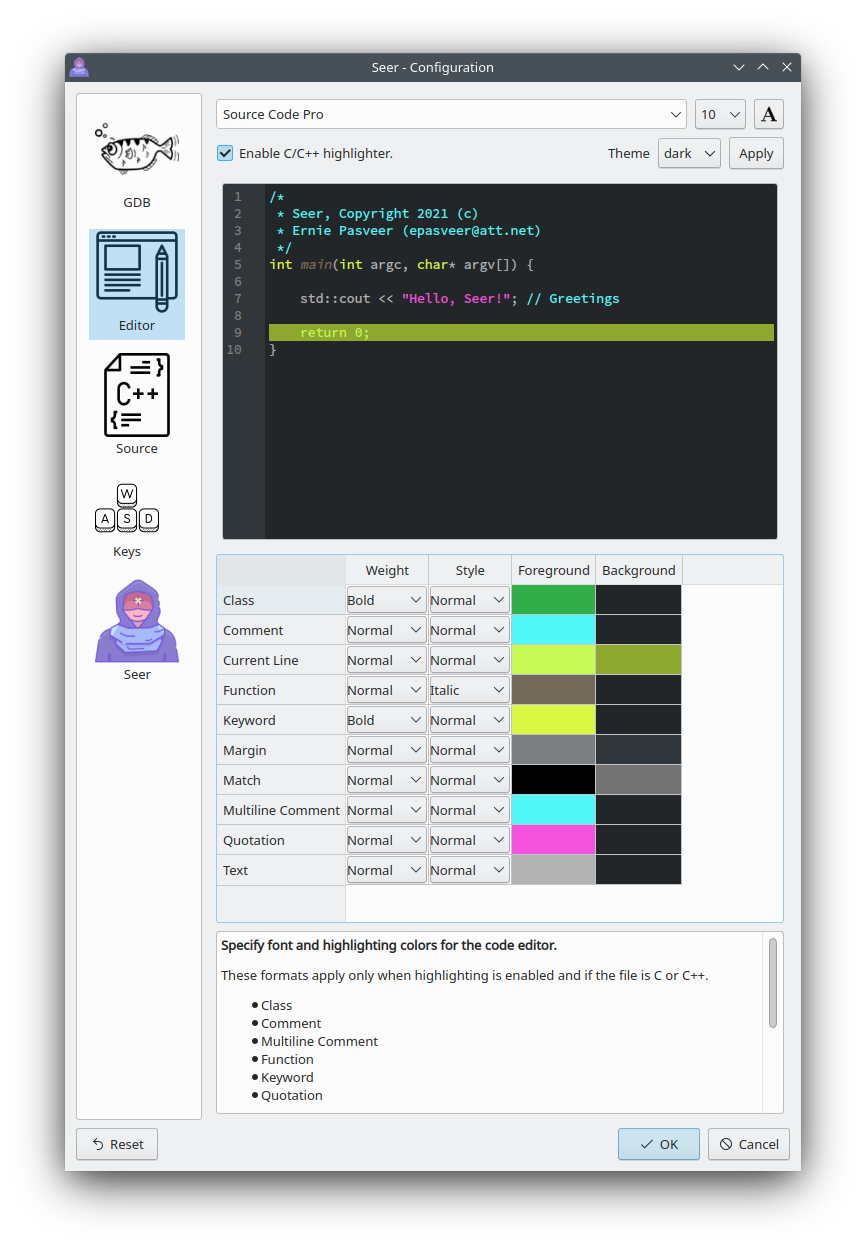 Seer - Configuration
GDB
Editor
C++
Source
W
A S D
Keys
Seer
Source Code Pro
10
A
Enable C/C++ highlighter.
Theme
dark
Apply
1 /*
2  * Seer, Copyright 2021 (c)
3  * Ernie Pasveer (epasveer@att.net)
4  */
5 int main(int argc, char* argv[]) {
6
7     std::cout << "Hello, Seer!"; // Greetings
8
9     return 0;
10 }
Weight Style Foreground Background
Class Bold Normal
Comment Normal Normal
Current Line Normal Normal
Function Normal Italic
Keyword Bold Normal
Margin Normal Normal
Match Normal Normal
Multiline Comment Normal Normal
Quotation Normal Normal
Text Normal Normal
Specify font and highlighting colors for the code editor.
These formats apply only when highlighting is enabled and if the file is C or C++.
• Class
• Comment
• Multiline Comment
• Function
• Keyword
• Quotation
Reset
OK
Cancel